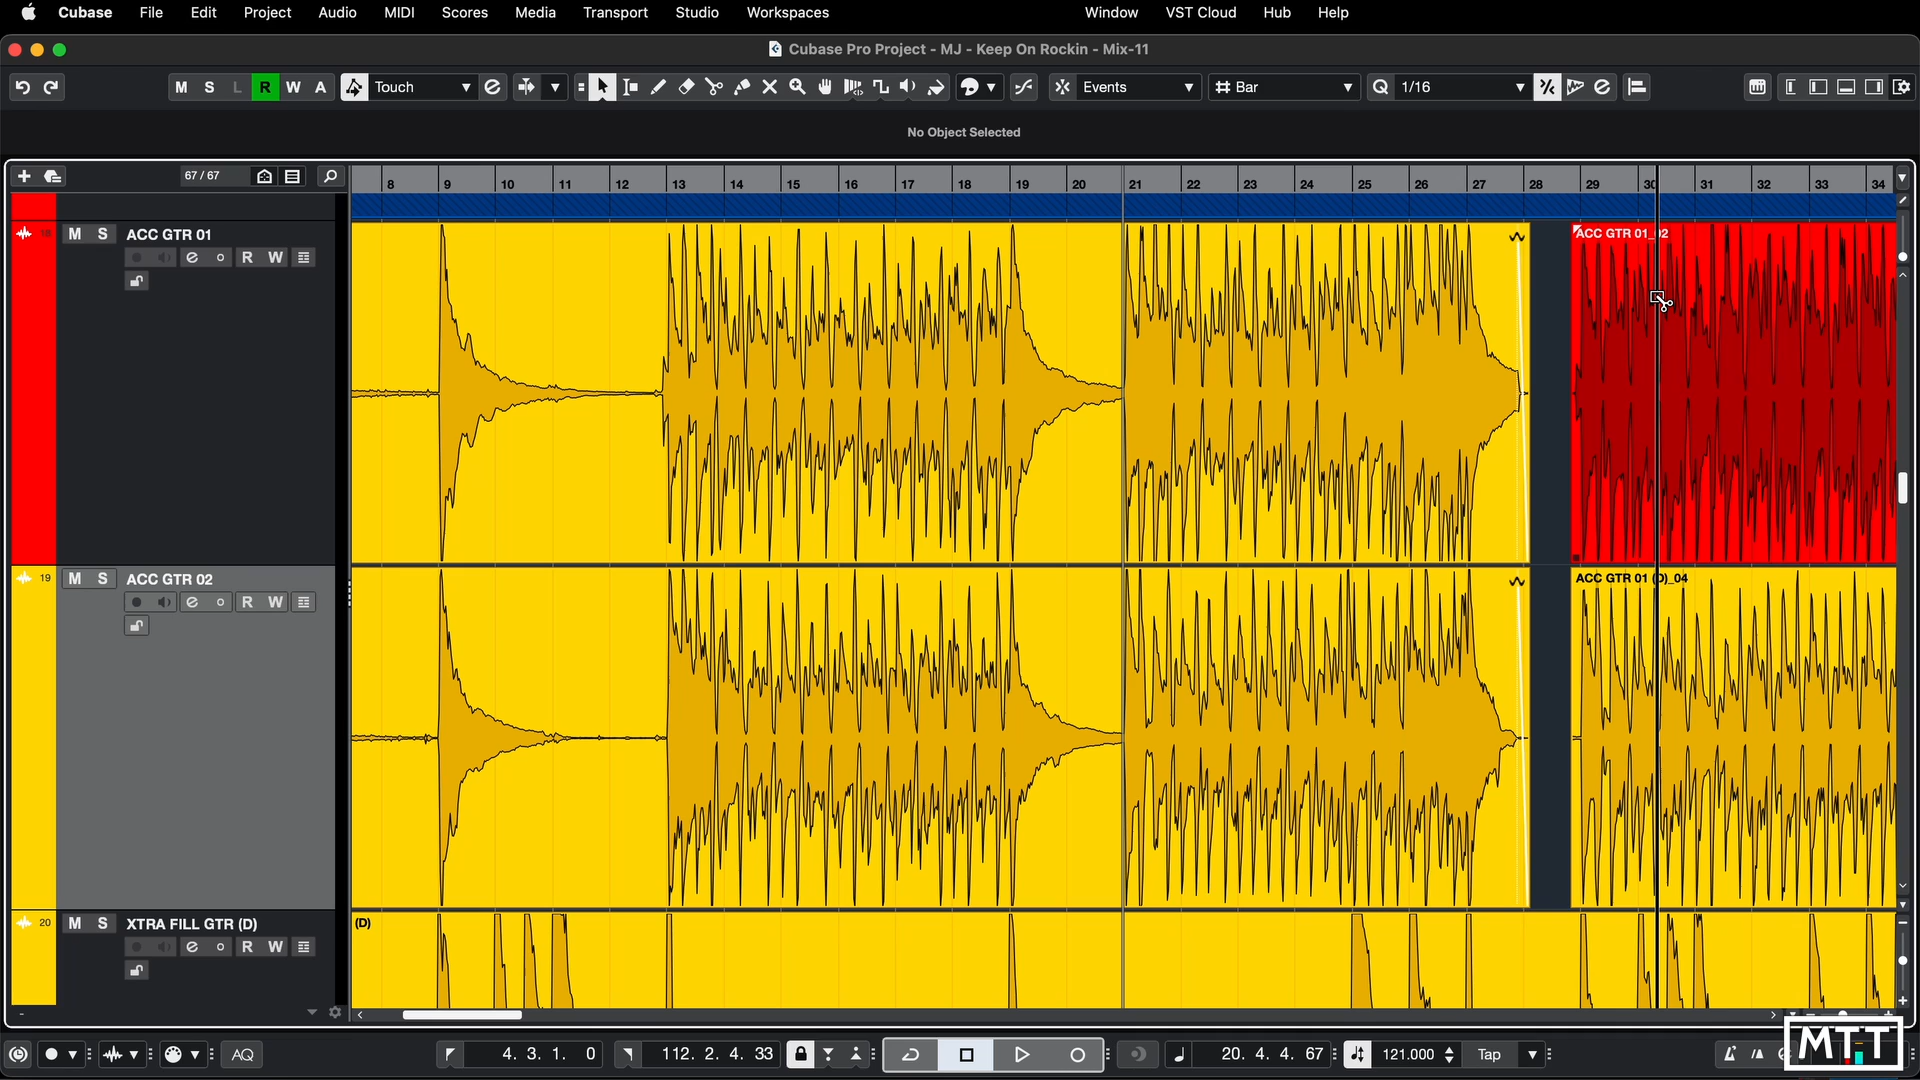 Cubase File Edit Project Audio MIDI Scores Media Transport Studio Workspaces Window VST Cloud Hub Help
Cubase Pro Project - MJ - Keep On Rockin - Mix-11
M S L R W A Touch Events Bar Q 1/16
No Object Selected
67 / 67
8 9 10 11 12 13 14 15 16 17 18 19 20 21 22 23 24 25 26 27 28 29 30 31 32 33 34
18 M S ACC GTR 01
e R W
ACC GTR 01_02
19 M S ACC GTR 02
e R W
ACC GTR 01 (D)_04
20 M S XTRA FILL GTR (D)
e R W
(D)
AQ 4. 3. 1. 0 112. 2. 4. 33 20. 4. 4. 67 121.000 Tap
MTT